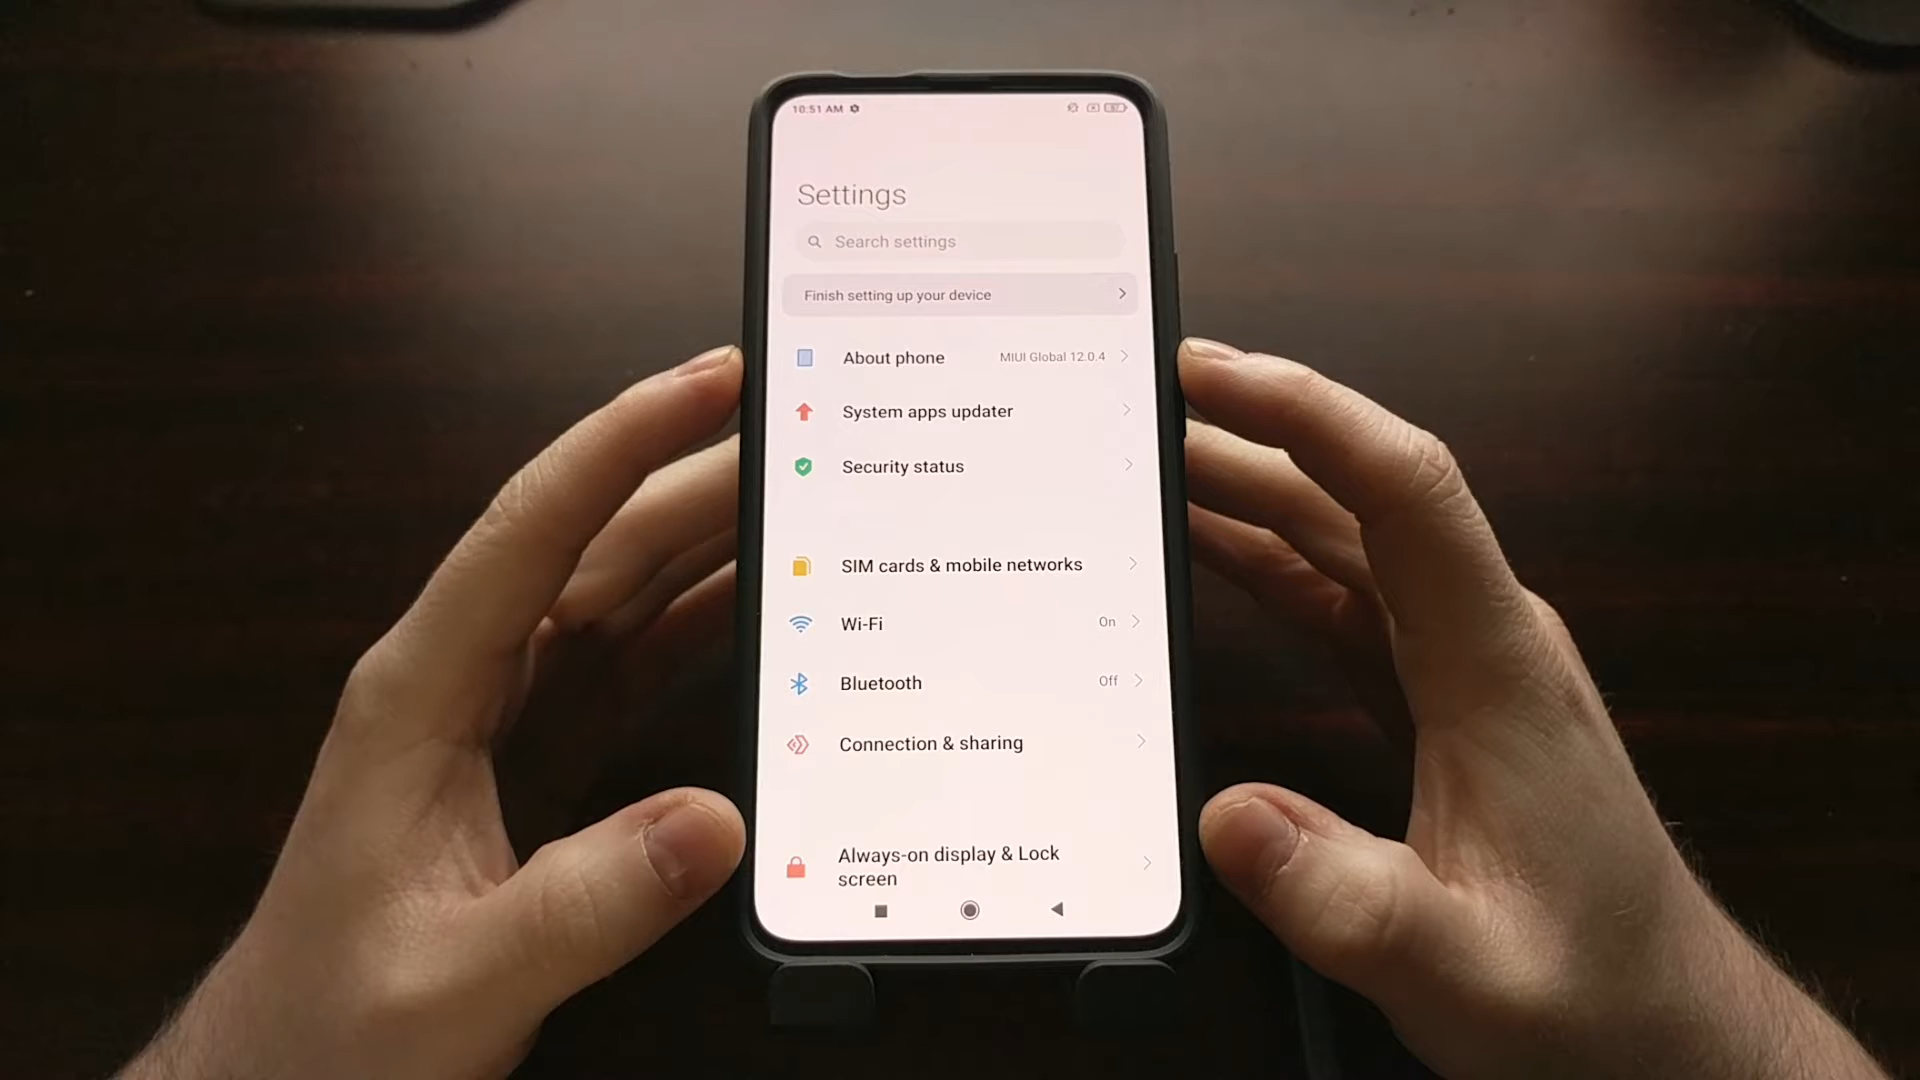 10:51 AM
Settings
Search settings
Finish setting up your device
About phone MIUI Global 12.0.4
System apps updater
Security status
SIM cards & mobile networks
Wi-Fi On
Bluetooth Off
Connection & sharing
Always-on display & Lock
screen